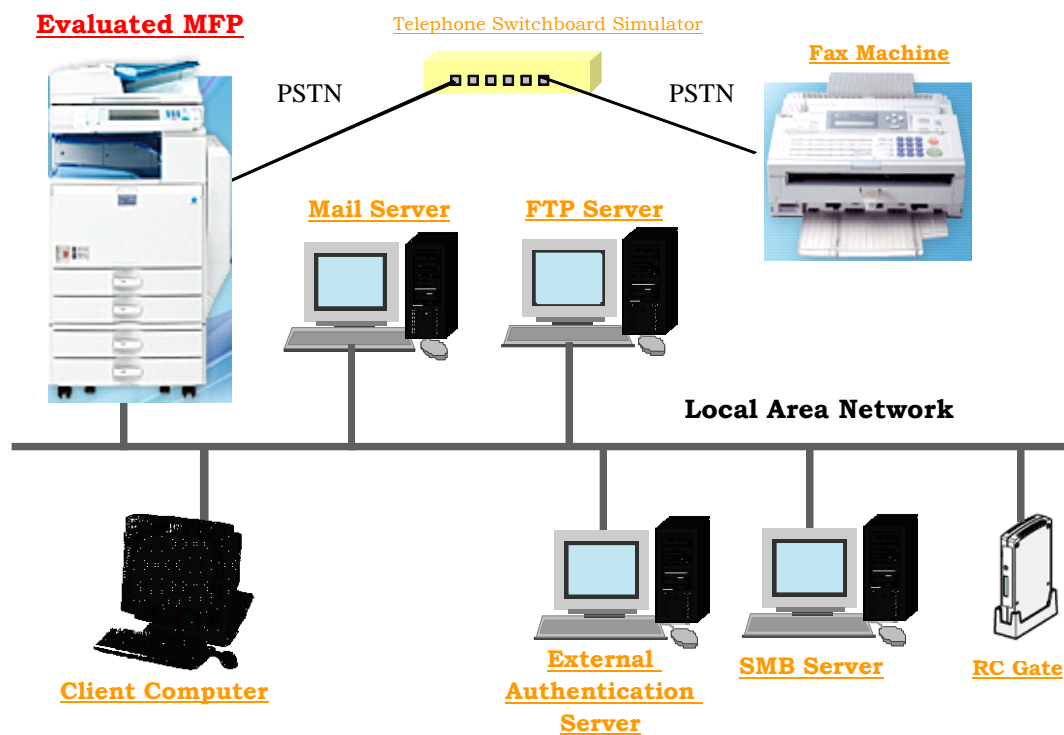 Evaluated MFP
Telephone Switchboard Simulator
Fax Machine
PSTN
PSTN
Mail Server
FTP Server
Local Area Network
Client Computer
External
Authentication
Server
SMB Server
RC Gate